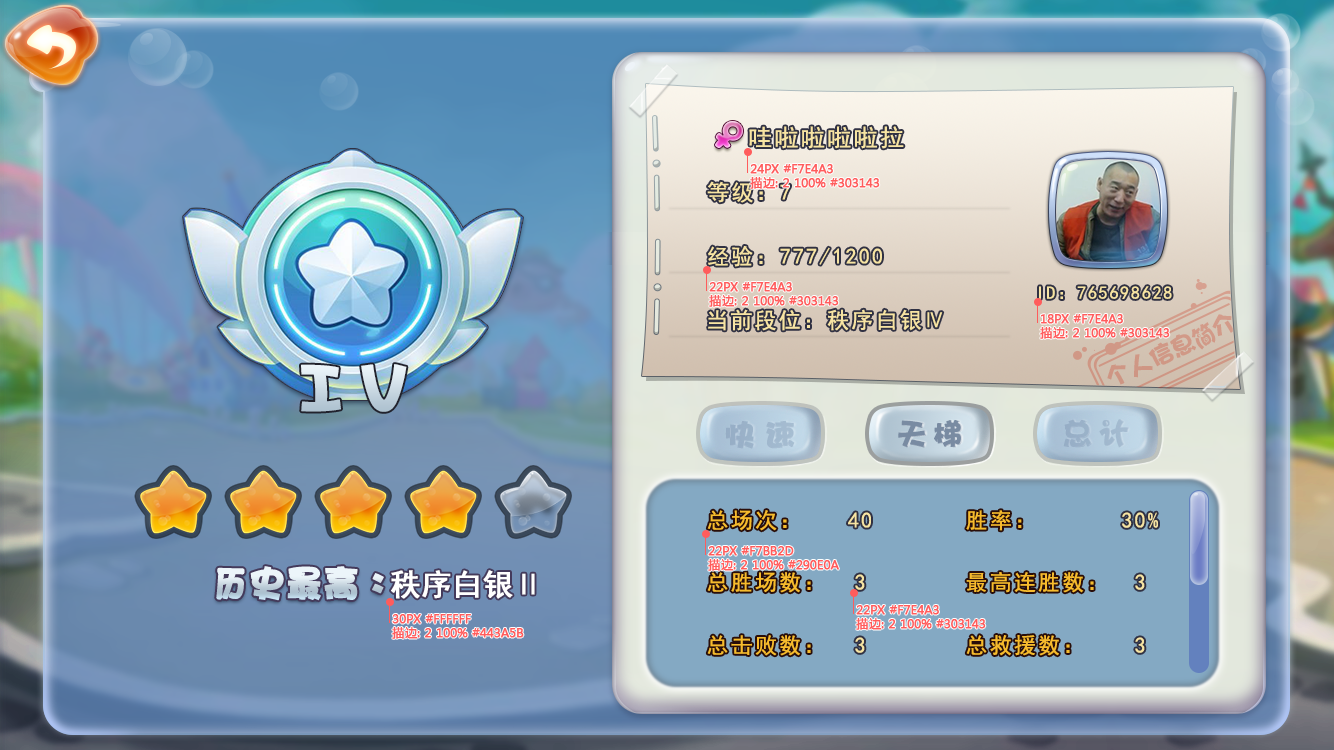 哇啦啦啦啦拉
24PX #F7E4A3
描边: 2 100% #303143
等级: 7
经验: 777/1200
22PX #F7E4A3
描边: 2 100% #303143
当前段位: 秩序白银Ⅳ
ID: 765698628
18PX #F7E4A3
描边: 2 100% #303143
个人信息简介
IV
历史最高:秩序白银Ⅱ
30PX #FFFFFF
描边: 2 100% #443A5B
快速 天梯 总计
总场次: 40 胜率: 30%
22PX #F7BB2D
描边: 2 100% #290E0A
总胜场数: 3 最高连胜数: 3
22PX #F7E4A3
描边: 2 100% #303143
总击败数: 3 总救援数: 3